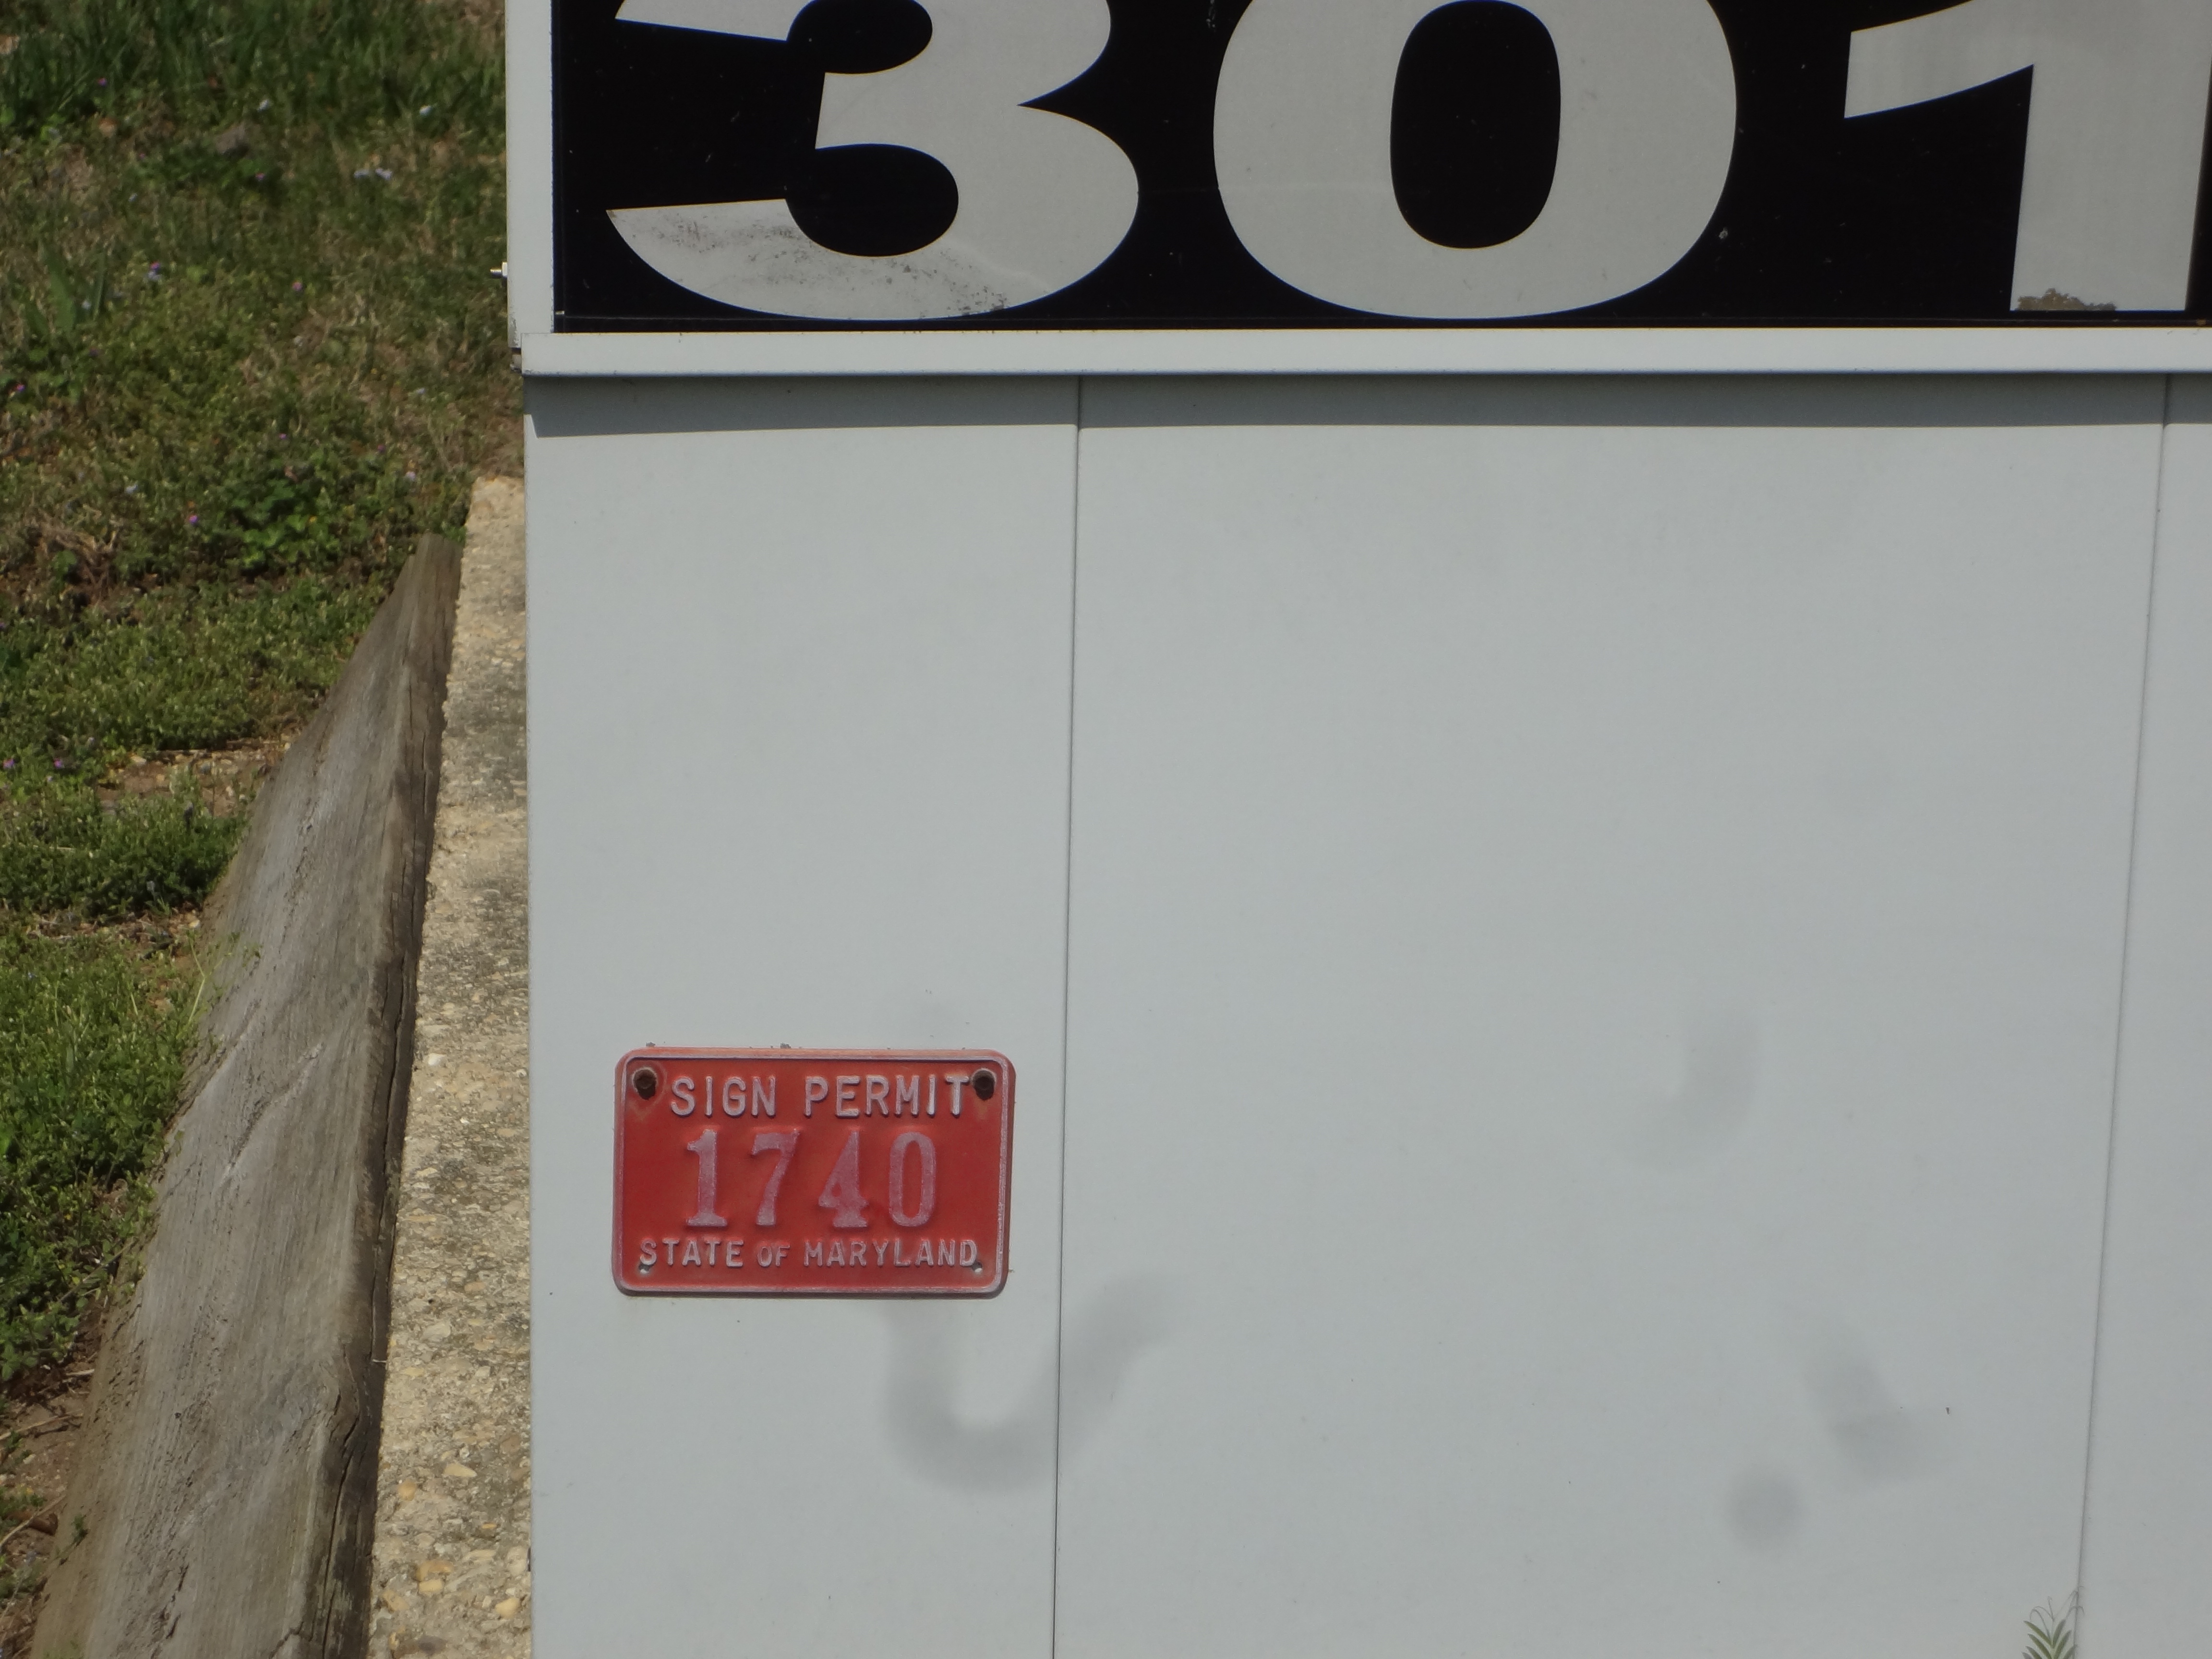 301
SIGN PERMIT
1740
STATE OF MARYLAND